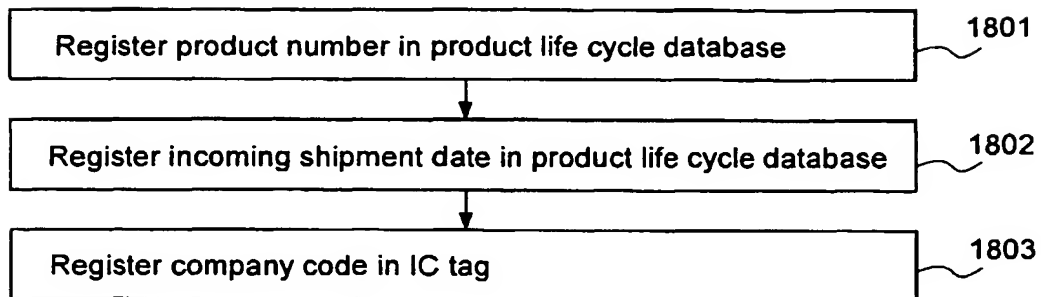 Register product number in product life cycle database
1801
Register incoming shipment date in product life cycle database
1802
Register company code in IC tag
1803